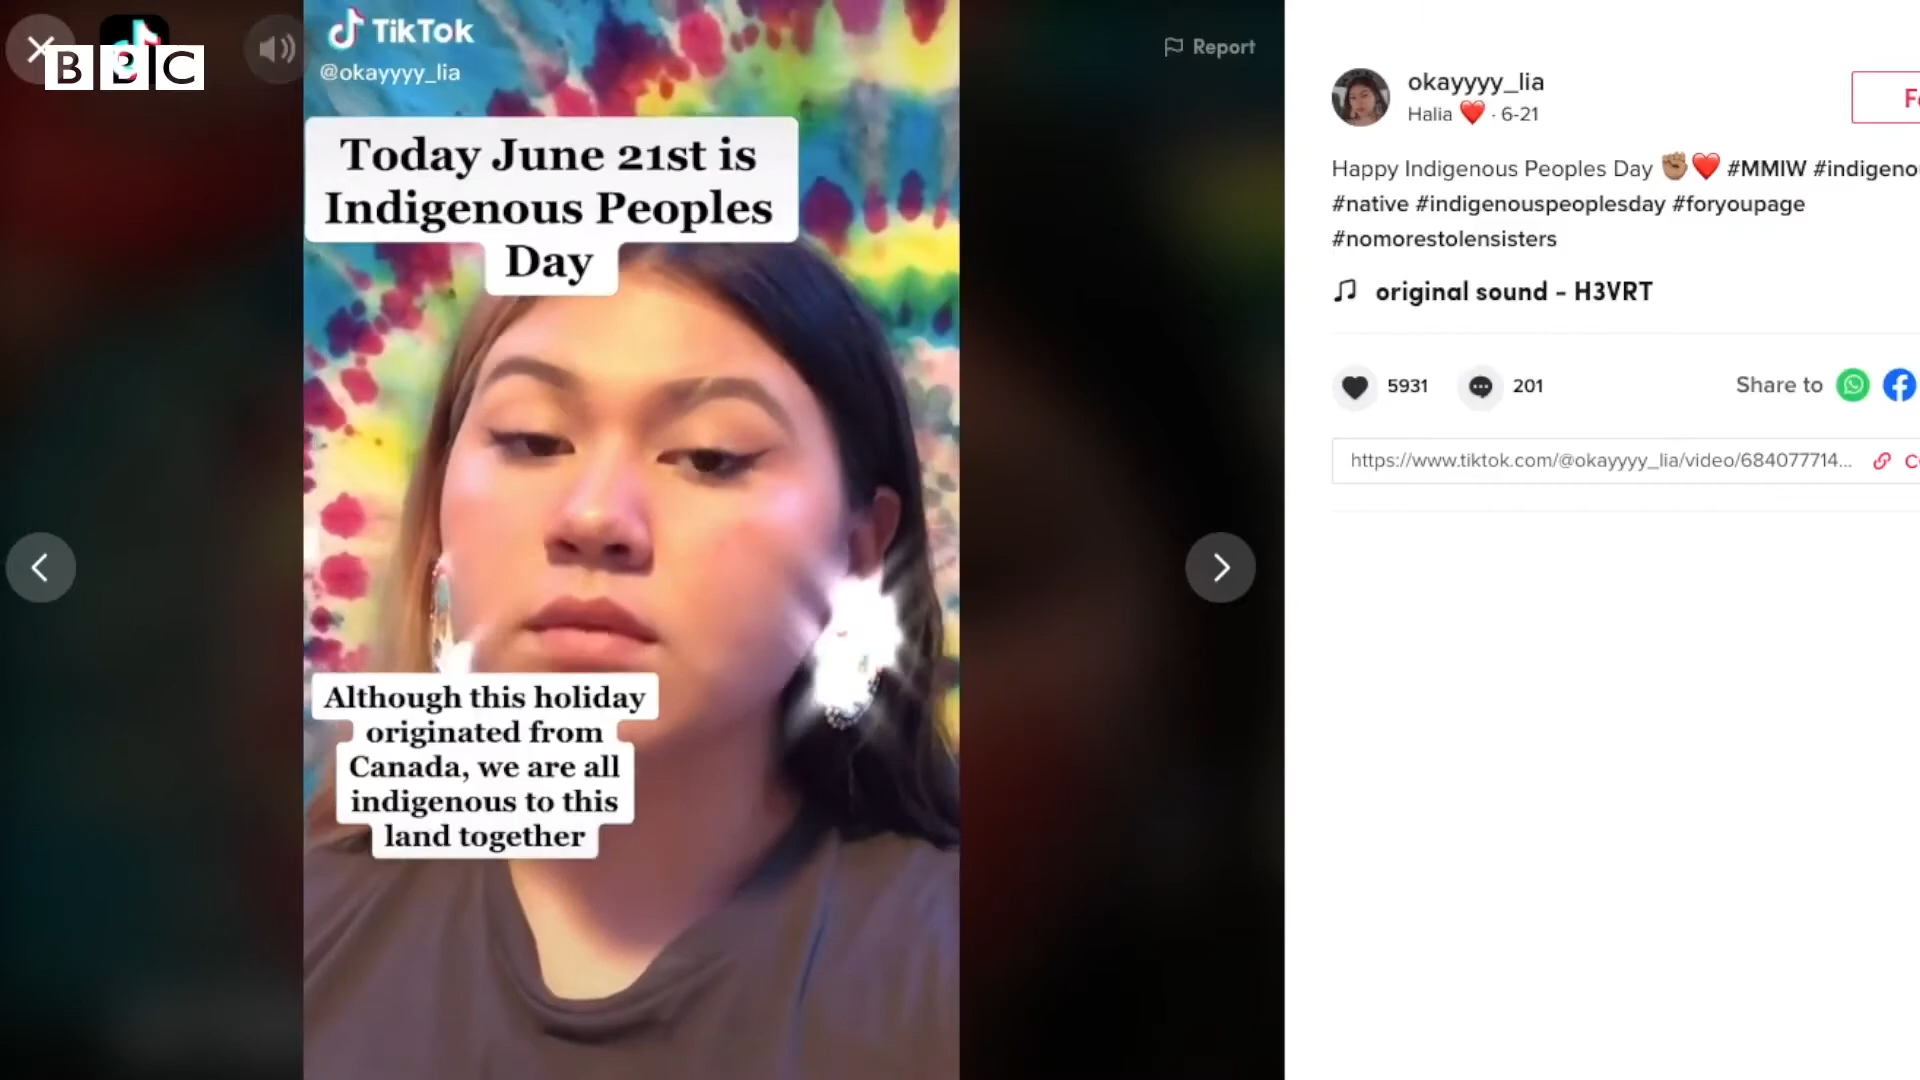 BBC
TikTok
@okayyyy_lia
Today June 21st is
Indigenous Peoples
Day
Although this holiday
originated from
Canada, we are all
indigenous to this
land together
Report
okayyyy_lia
Halia ❤️ · 6-21
Happy Indigenous Peoples Day ✊🏽❤️ #MMIW #indigeno
#native #indigenouspeoplesday #foryoupage
#nomorestolensisters
original sound - H3VRT
5931
201
Share to
https://www.tiktok.com/@okayyyy_lia/video/684077714...